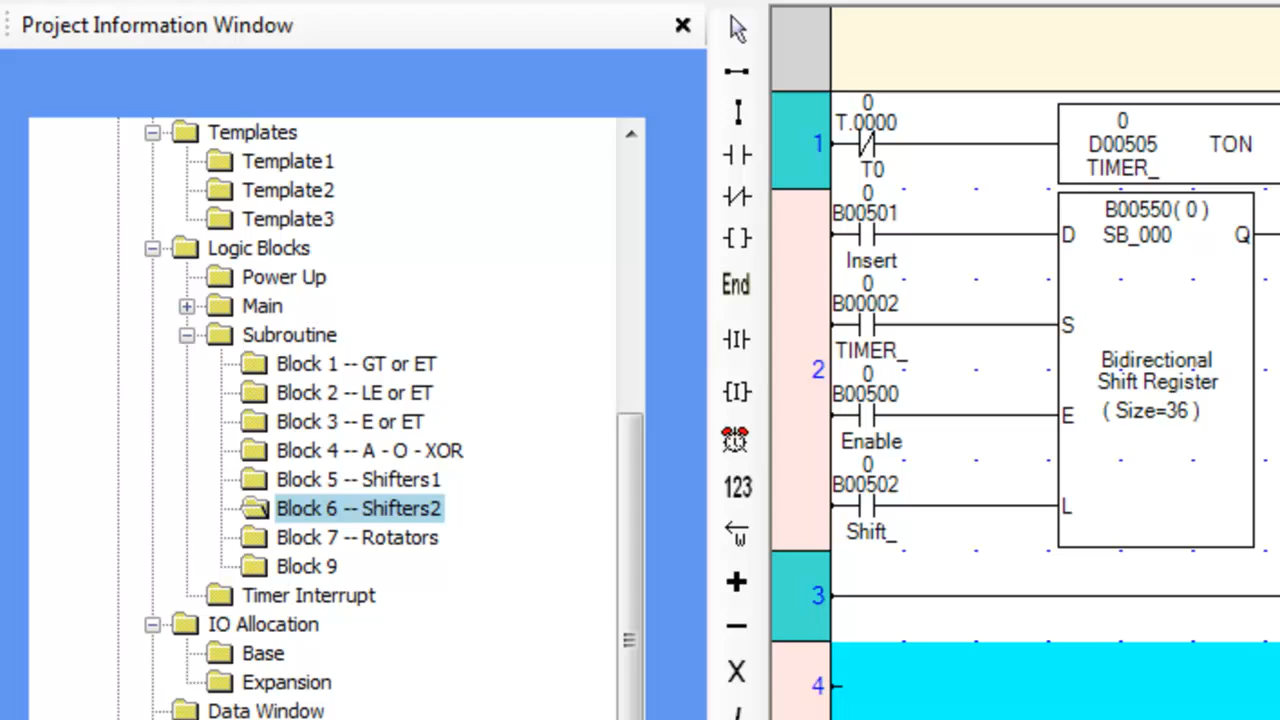 Project Information Window
Templates
Template1
Template2
Template3
Logic Blocks
Power Up
Main
Subroutine
Block 1 -- GT or ET
Block 2 -- LE or ET
Block 3 -- E or ET
Block 4 -- A - O - XOR
Block 5 -- Shifters1
Block 6 -- Shifters2
Block 7 -- Rotators
Block 9
Timer Interrupt
IO Allocation
Base
Expansion
Data Window
End
123
W
X
1
0
T.0000
T0
0
D00505 TON
TIMER_
2
0
B00501
Insert
0
B00002
TIMER_
0
B00500
Enable
0
B00502
Shift_
B00550( 0 )
D SB_000 Q
S
Bidirectional
Shift Register
( Size=36 )
E
L
3
4